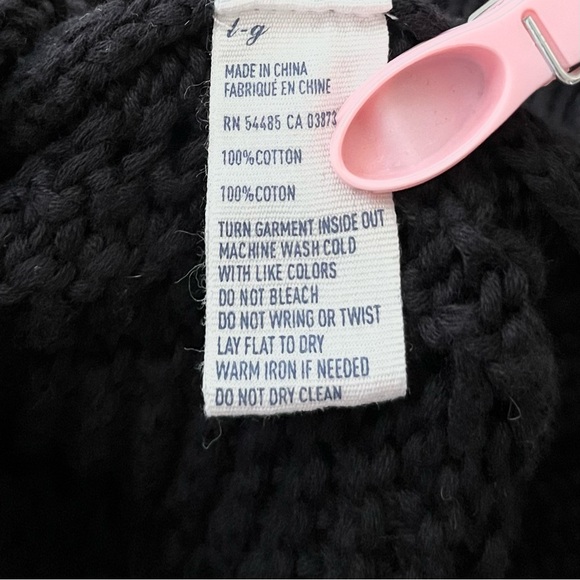 l-g
MADE IN CHINA
FABRIQUÉ EN CHINE
RN 54485 CA 03873
100%COTTON
100%COTON
TURN GARMENT INSIDE OUT
MACHINE WASH COLD
WITH LIKE COLORS
DO NOT BLEACH
DO NOT WRING OR TWIST
LAY FLAT TO DRY
WARM IRON IF NEEDED
DO NOT DRY CLEAN